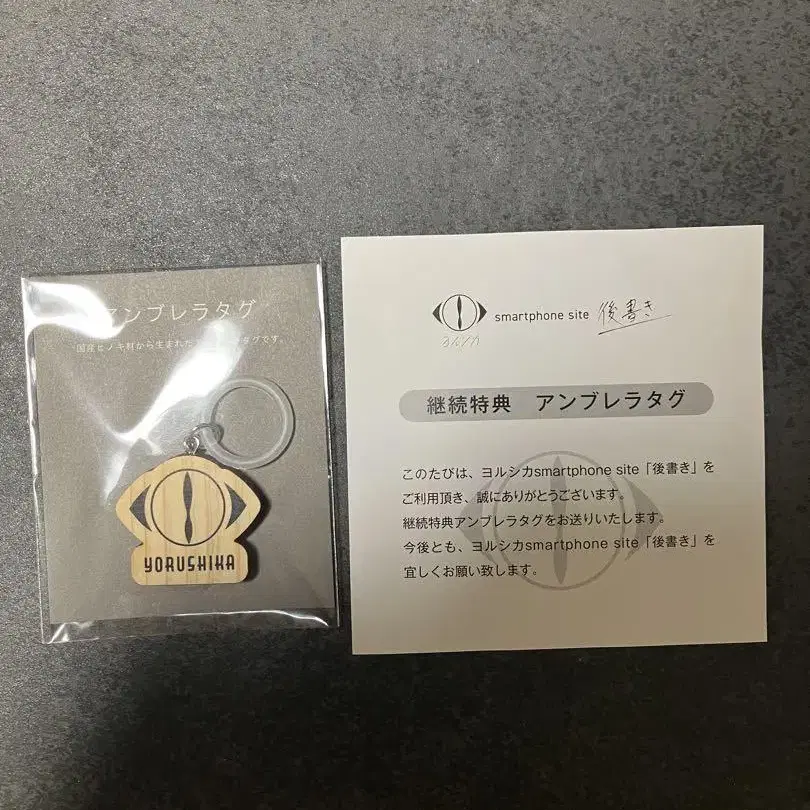 アンブレラタグ
国産ヒノキ材から生まれた タグです。
YORUSHIKA
smartphone site 後書き
ヨルシカ
継続特典 アンブレラタグ
このたびは、ヨルシカsmartphone site「後書き」を
ご利用頂き、誠にありがとうございます。
継続特典アンブレラタグをお送りいたします。
今後とも、ヨルシカsmartphone site「後書き」を
宜しくお願い致します。